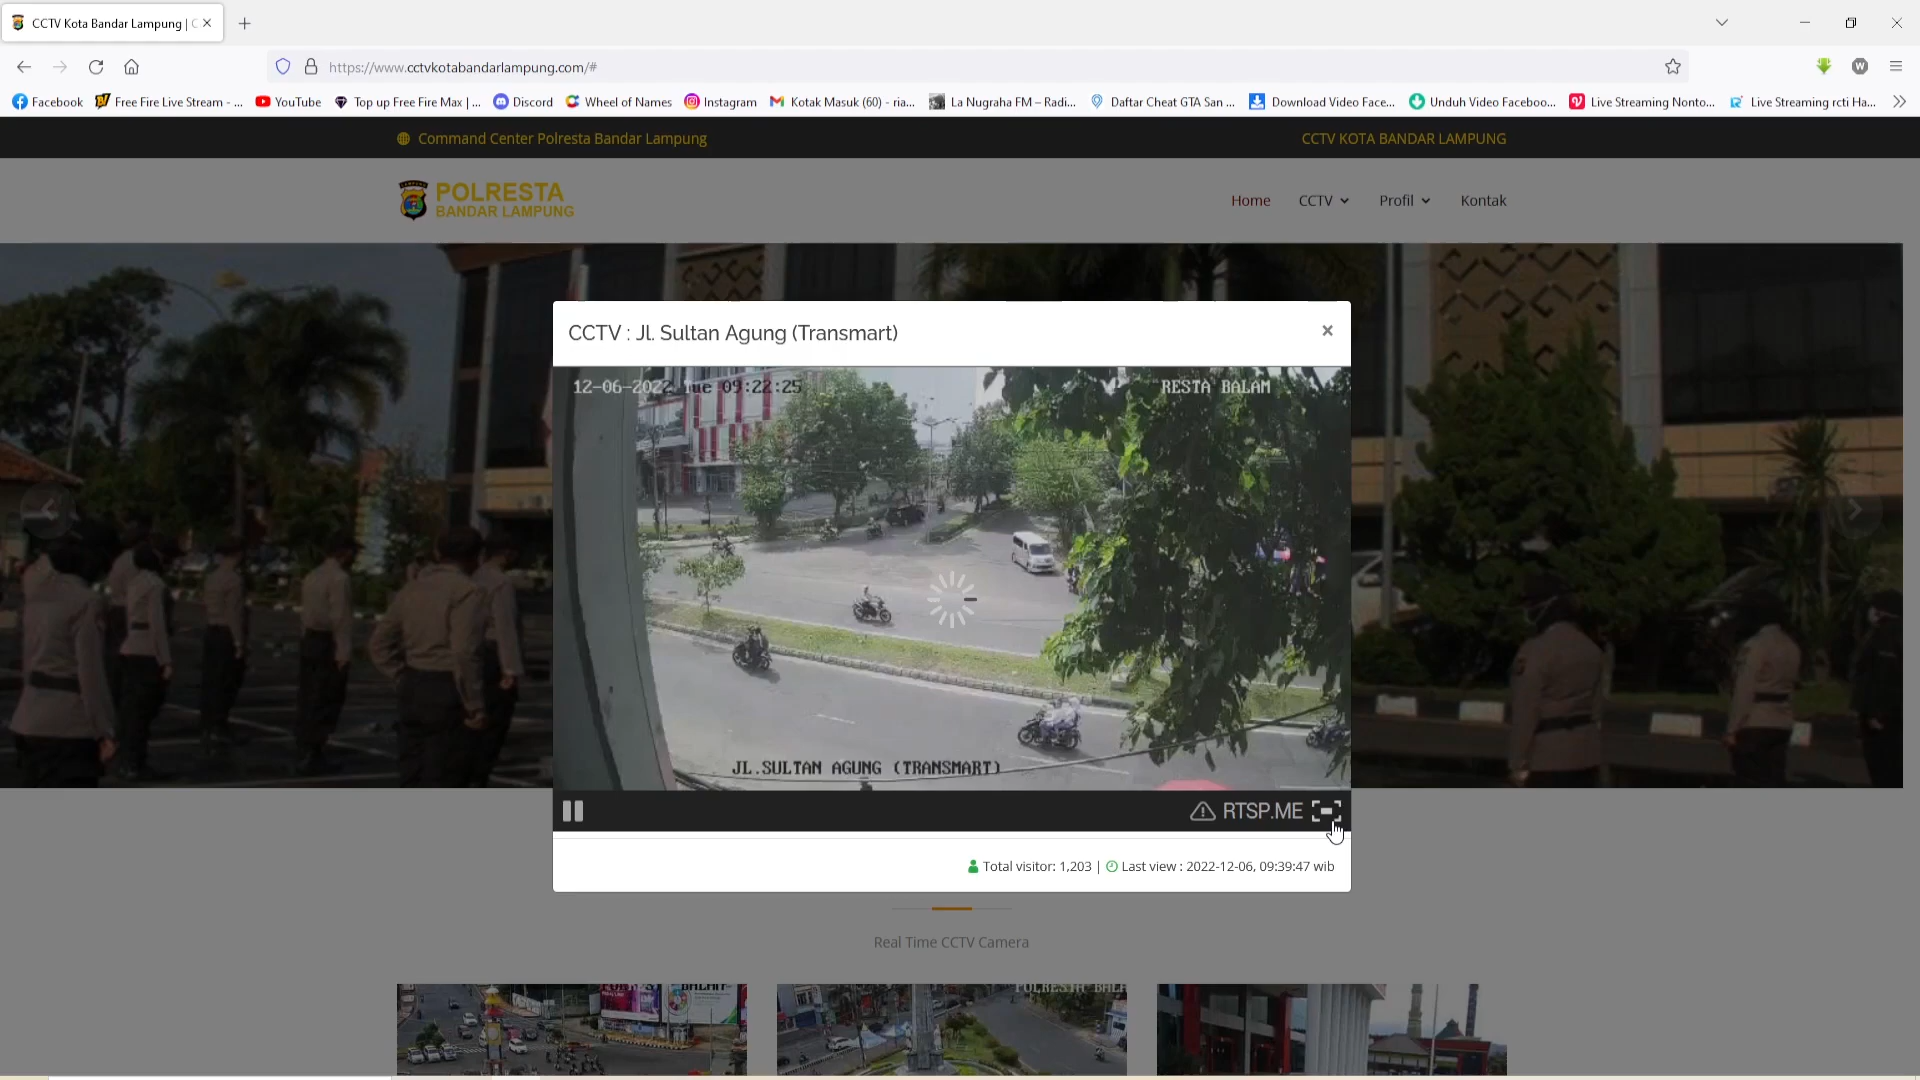 CCTV Kota Bandar Lampung | C
https://www.cctvkotabandarlampung.com/#
Facebook
Free Fire Live Stream - ...
YouTube
Top up Free Fire Max | ...
Discord
Wheel of Names
Instagram
Kotak Masuk (60) - ria...
La Nugraha FM – Radi...
Daftar Cheat GTA San ...
Download Video Face...
Unduh Video Faceboo...
Live Streaming Nonto...
Live Streaming rcti Ha...
Command Center Polresta Bandar Lampung
CCTV KOTA BANDAR LAMPUNG
POLRESTA
BANDAR LAMPUNG
Home
CCTV
Profil
Kontak
CCTV : Jl. Sultan Agung (Transmart)
12-06-2022 Tue 09:22:25
RESTA BALAM
JL.SULTAN AGUNG (TRANSMART)
RTSP.ME
Total visitor: 1,203 | Last view : 2022-12-06, 09:39:47 wib
Real Time CCTV Camera